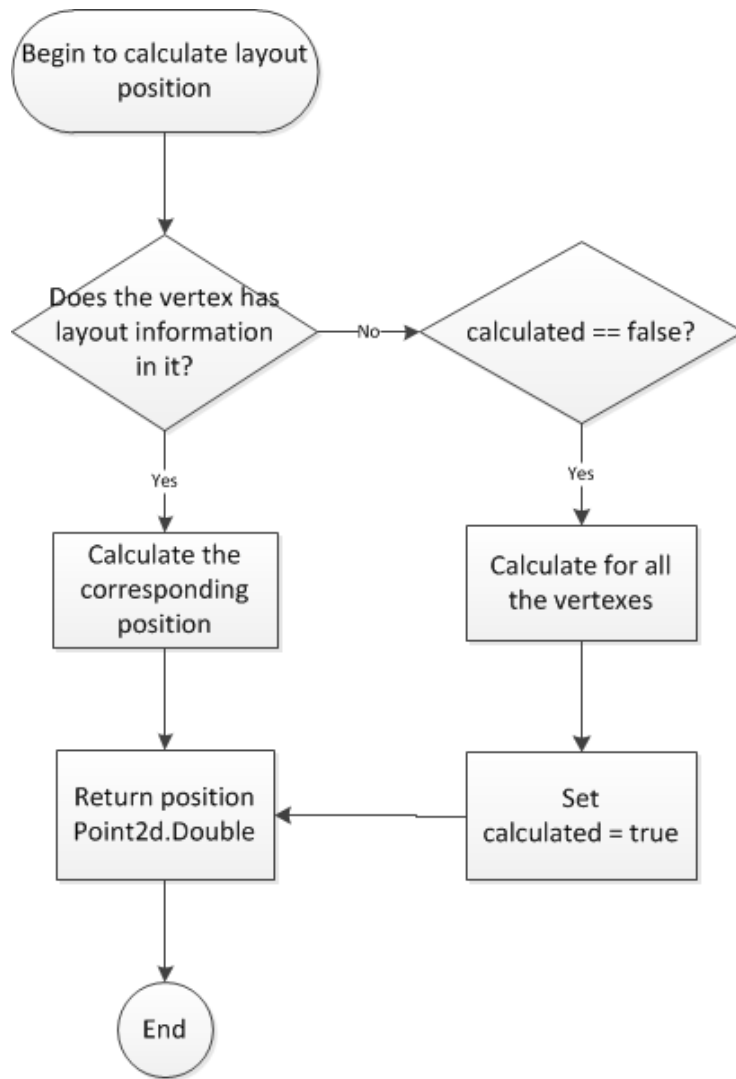 Begin to calculate layout
position
Does the vertex has
layout information
in it?
No
calculated == false?
Yes
Yes
Calculate the
corresponding
position
Calculate for all
the vertexes
Return position
Point2d.Double
Set
calculated = true
End